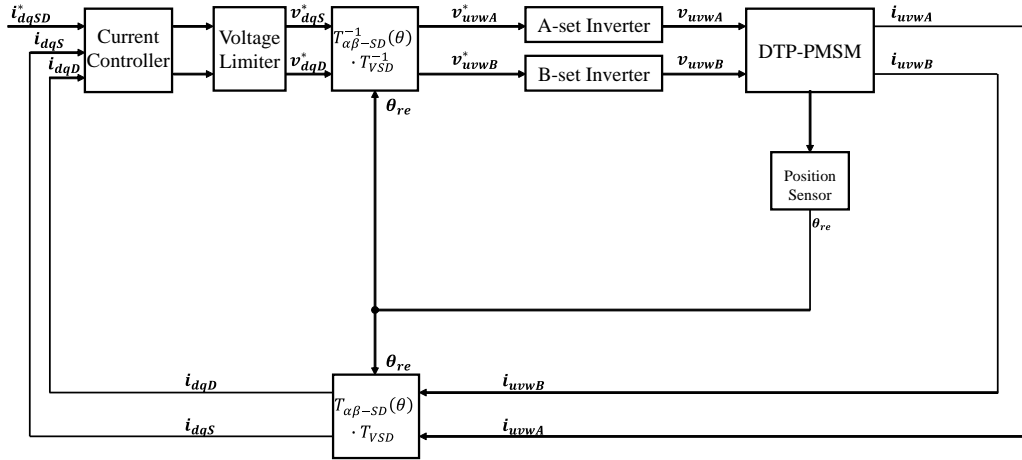 i*dqSD
idqS
idqD
Current
Controller
Voltage
Limiter
v*dqS
v*dqD
T⁻¹αβ−SD(θ)
· T⁻¹VSD
θre
v*uvwA
v*uvwB
A-set Inverter
B-set Inverter
vuvwA
vuvwB
DTP-PMSM
iuvwA
iuvwB
Position
Sensor
θre
θre
idqD
idqS
Tαβ−SD(θ)
· TVSD
iuvwB
iuvwA